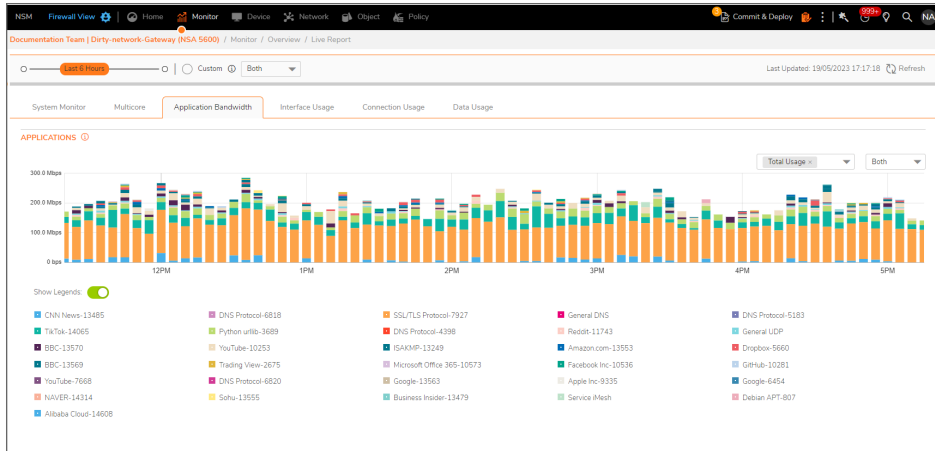 NSM Firewall View Home Monitor Device Network Object Policy 3 Commit & Deploy 999+ NA
Documentation Team | Dirty-network-Gateway (NSA 5600) / Monitor / Overview / Live Report
Last 6 Hours Custom Both Last Updated: 19/05/2023 17:17:18 Refresh
System Monitor Multicore Application Bandwidth Interface Usage Connection Usage Data Usage
APPLICATIONS
Total Usage × Both
300.0 Mbps
200.0 Mbps
100.0 Mbps
0 bps
12PM 1PM 2PM 3PM 4PM 5PM
Show Legends:
CNN News-13485 DNS Protocol-6818 SSL/TLS Protocol-7927 General DNS DNS Protocol-5183
TikTok-14065 Python urllib-3689 DNS Protocol-4398 Reddit-11743 General UDP
BBC-13570 YouTube-10253 ISAKMP-13249 Amazon.com-13553 Dropbox-5660
BBC-13569 Trading View-2675 Microsoft Office 365-10573 Facebook Inc-10536 GitHub-10281
YouTube-7668 DNS Protocol-6820 Google-13563 Apple Inc-9335 Google-6454
NAVER-14314 Sohu-13555 Business Insider-13479 Service iMesh Debian APT-807
Alibaba Cloud-14608